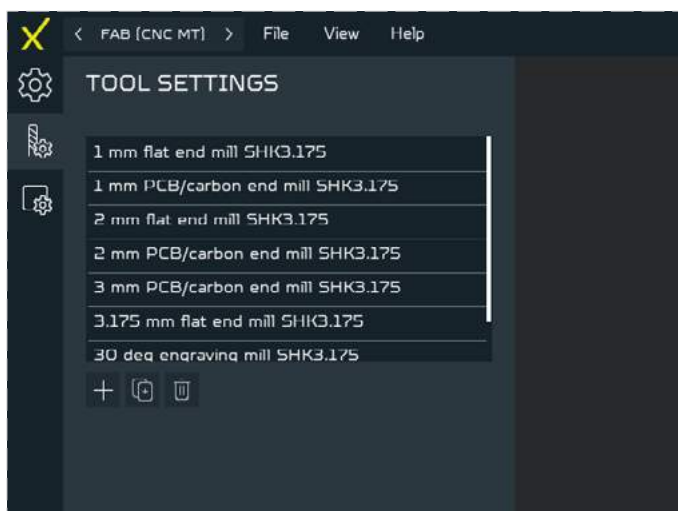 FAB (CNC MT) File View Help
TOOL SETTINGS
1 mm flat end mill SHK3.175
1 mm PCB/carbon end mill SHK3.175
2 mm flat end mill SHK3.175
2 mm PCB/carbon end mill SHK3.175
3 mm PCB/carbon end mill SHK3.175
3.175 mm flat end mill SHK3.175
30 deg engraving mill SHK3.175